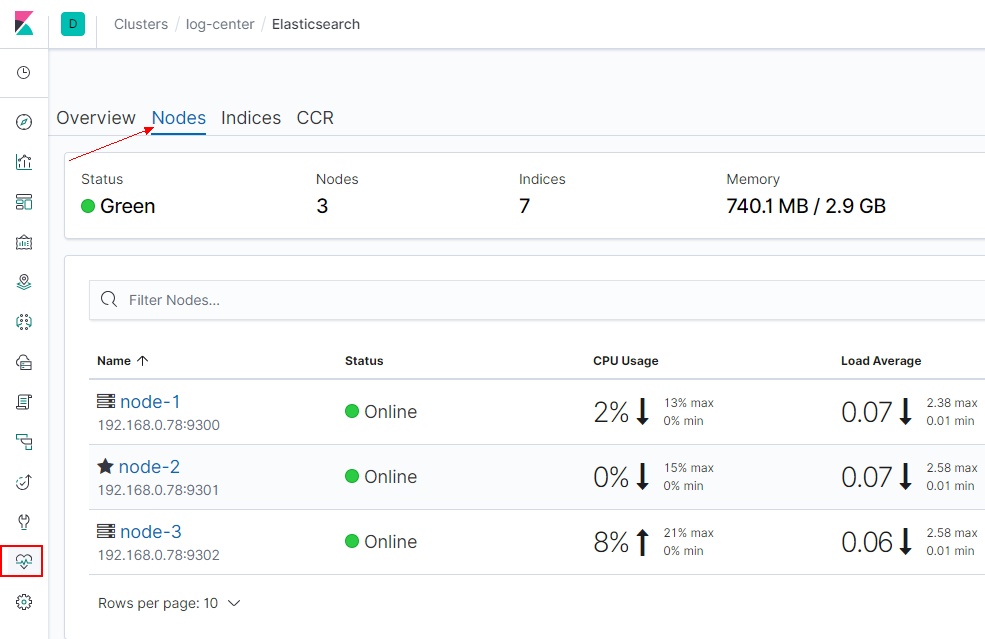 D Clusters / log-center / Elasticsearch
Overview Nodes Indices CCR
Status Nodes Indices Memory
Green 3 7 740.1 MB / 2.9 GB
Filter Nodes...
Name Status CPU Usage Load Average
node-1 Online 2% 13% max 0.07 2.38 max
192.168.0.78:9300 0% min 0.01 min
node-2 Online 0% 15% max 0.07 2.58 max
192.168.0.78:9301 0% min 0.01 min
node-3 Online 8% 21% max 0.06 2.58 max
192.168.0.78:9302 0% min 0.01 min
Rows per page: 10